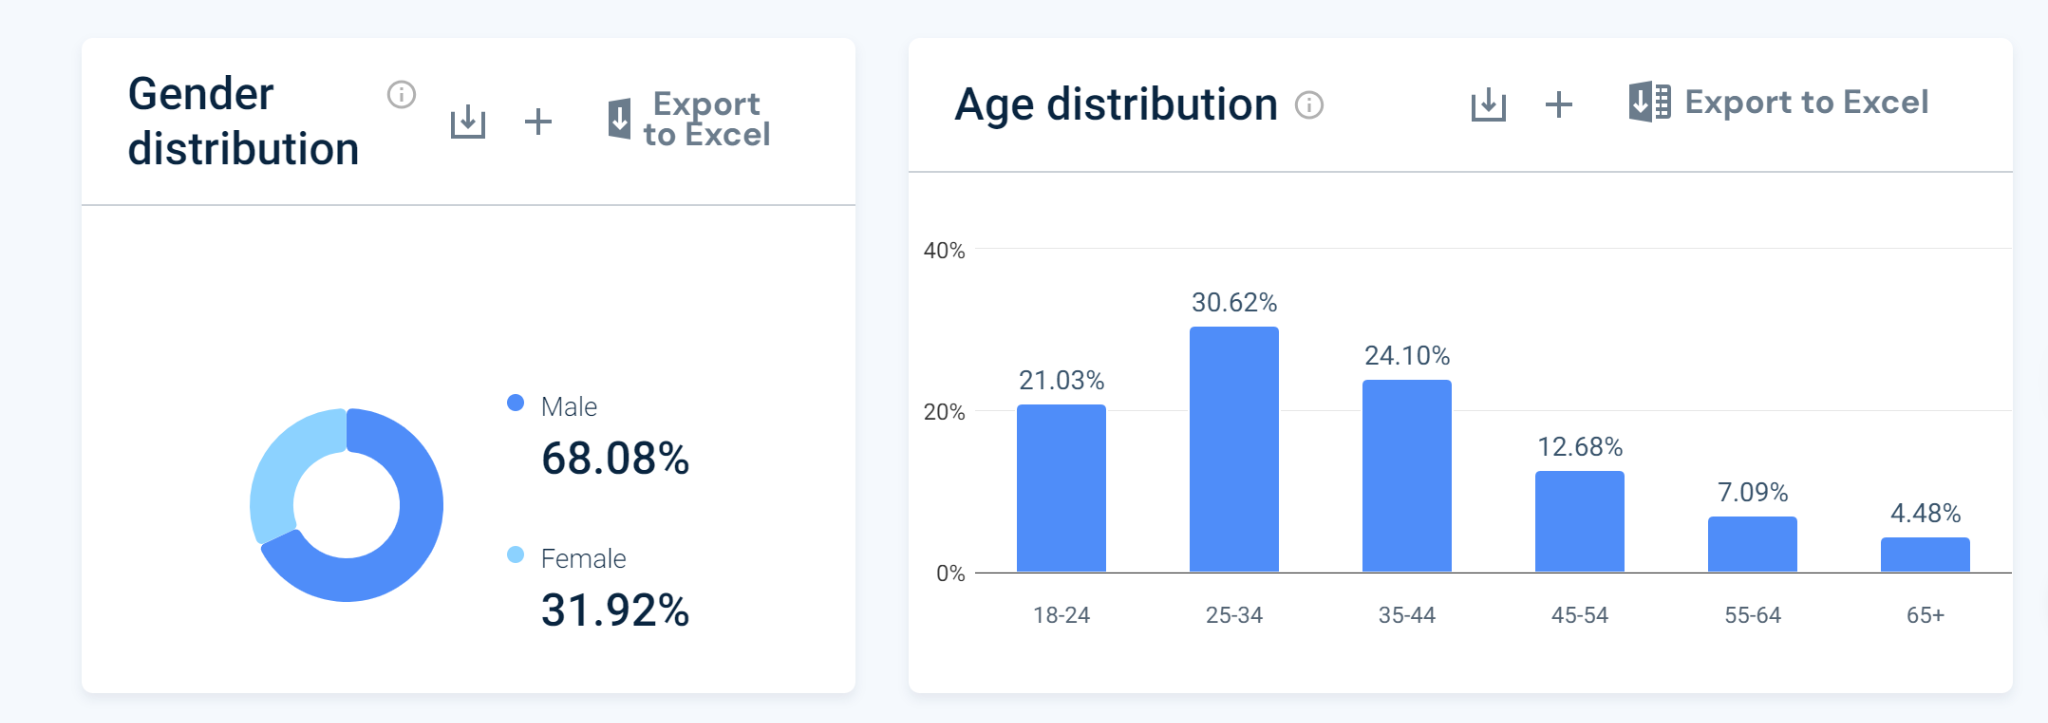 Gender
distribution
Export
to Excel
Male
68.08%
Female
31.92%
Age distribution
Export to Excel
40%
20%
0%
21.03%
30.62%
24.10%
12.68%
7.09%
4.48%
18-24
25-34
35-44
45-54
55-64
65+